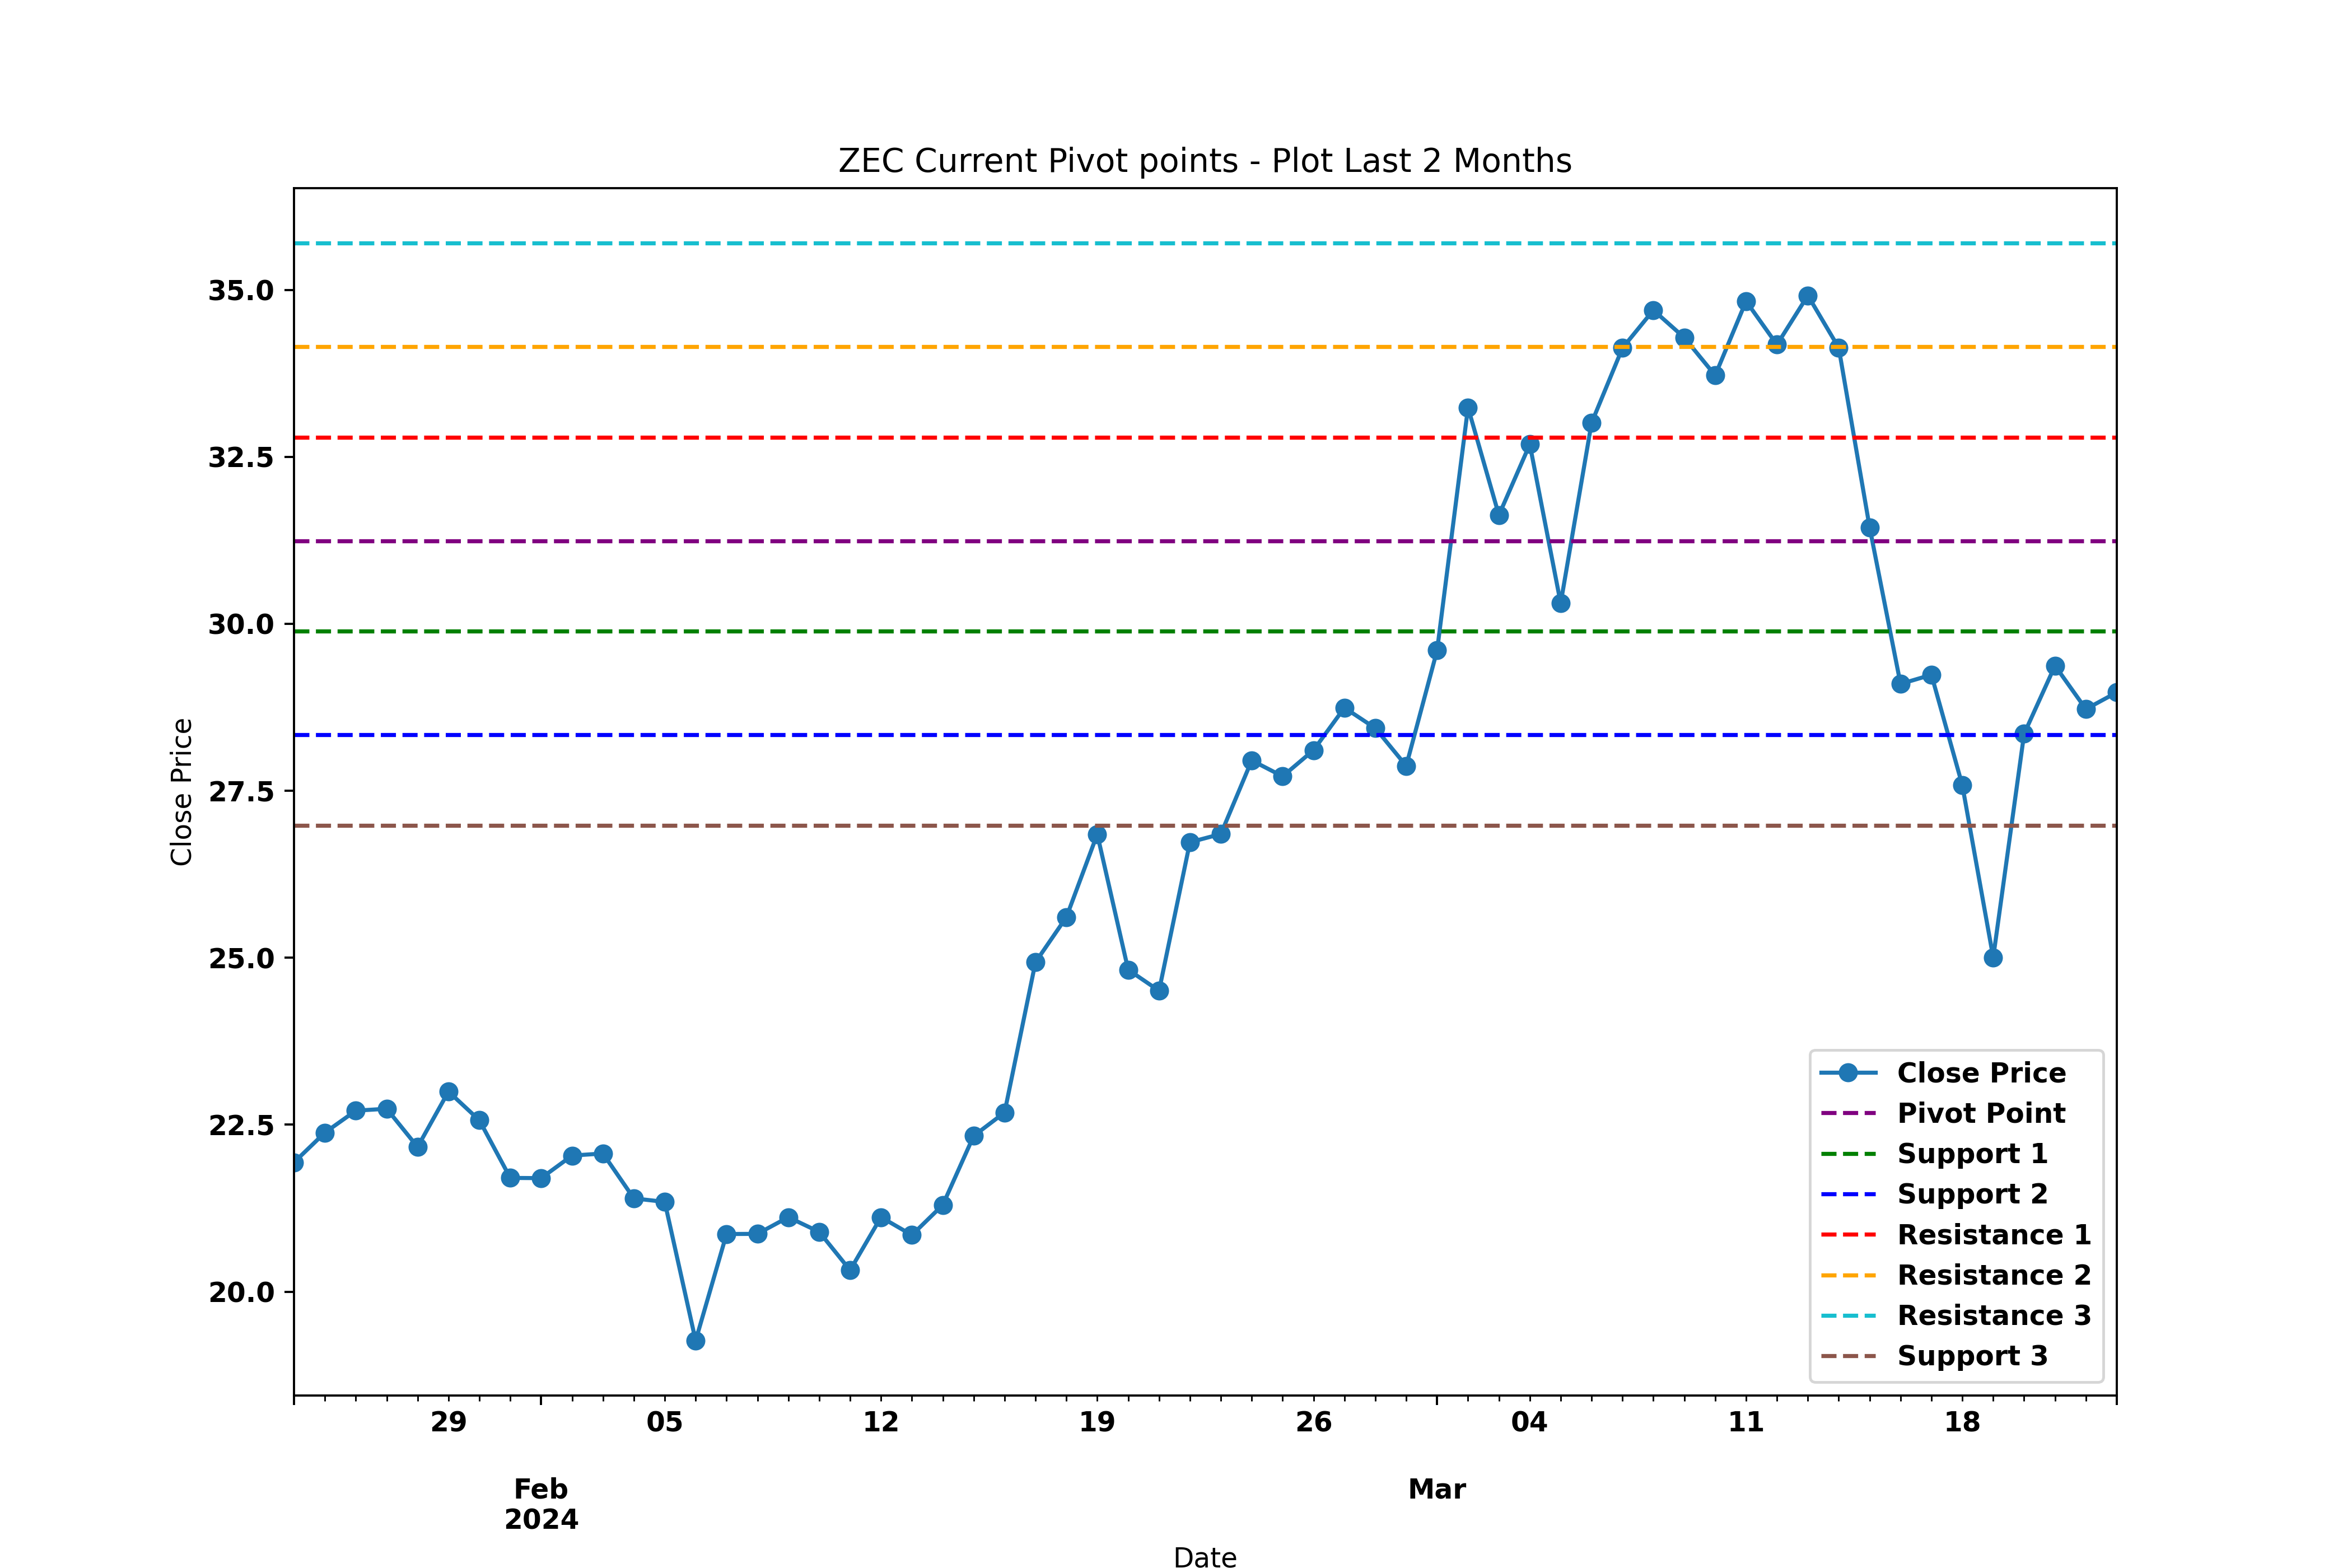 ZEC Current Pivot points - Plot Last 2 Months
Close Price
35.0
32.5
30.0
27.5
25.0
22.5
20.0
Close Price
Pivot Point
Support 1
Support 2
Resistance 1
Resistance 2
Resistance 3
Support 3
29 05 12 19 26 04 11 18
Feb Mar
2024
Date